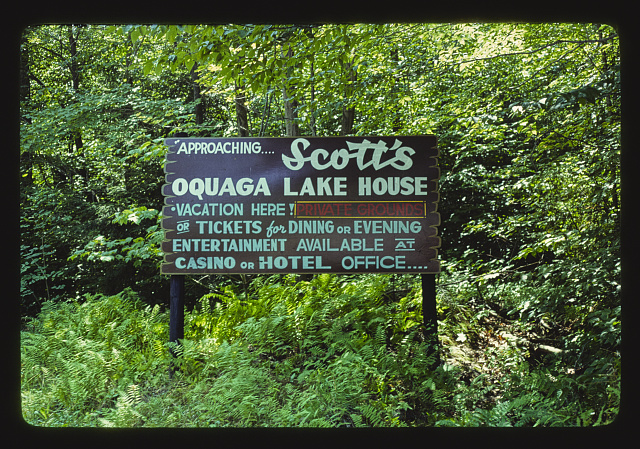 "APPROACHING.... Scott's
OQUAGA LAKE HOUSE
•VACATION HERE! PRIVATE GROUNDS
OR TICKETS for DINING OR EVENING
ENTERTAINMENT AVAILABLE AT
CASINO OR HOTEL OFFICE....